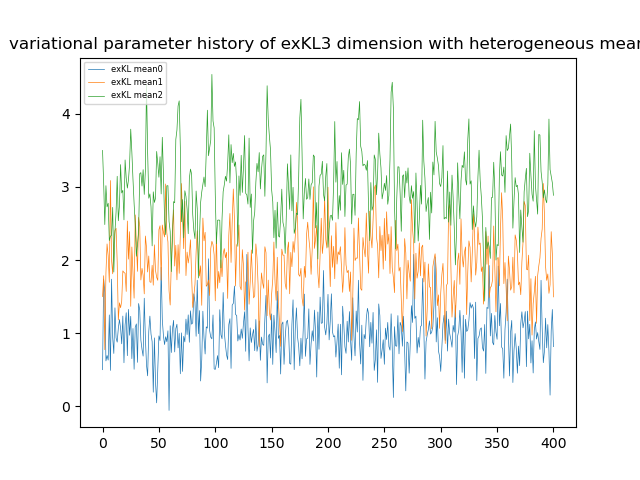 variational parameter history of exKL3 dimension with heterogeneous mean
exKL mean0
exKL mean1
exKL mean2
4
3
2
1
0
0 50 100 150 200 250 300 350 400